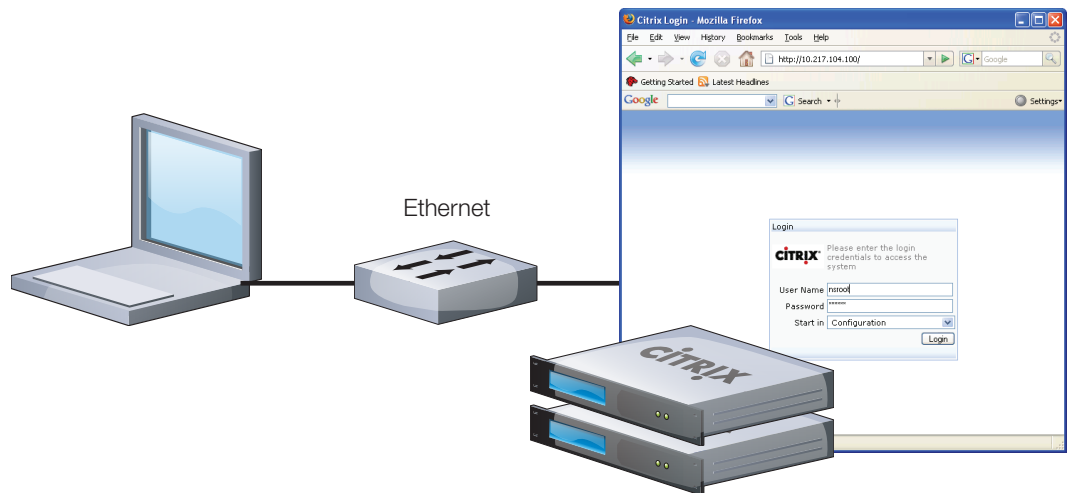 Citrix Login - Mozilla Firefox
File Edit View History Bookmarks Tools Help
http://10.217.104.100/
G Google
Getting Started Latest Headlines
Google G Search Settings
Ethernet
Login
CITRIX
Please enter the login
credentials to access the
system
User Name nsroot
Password ******
Start in Configuration
Login
CITRIX